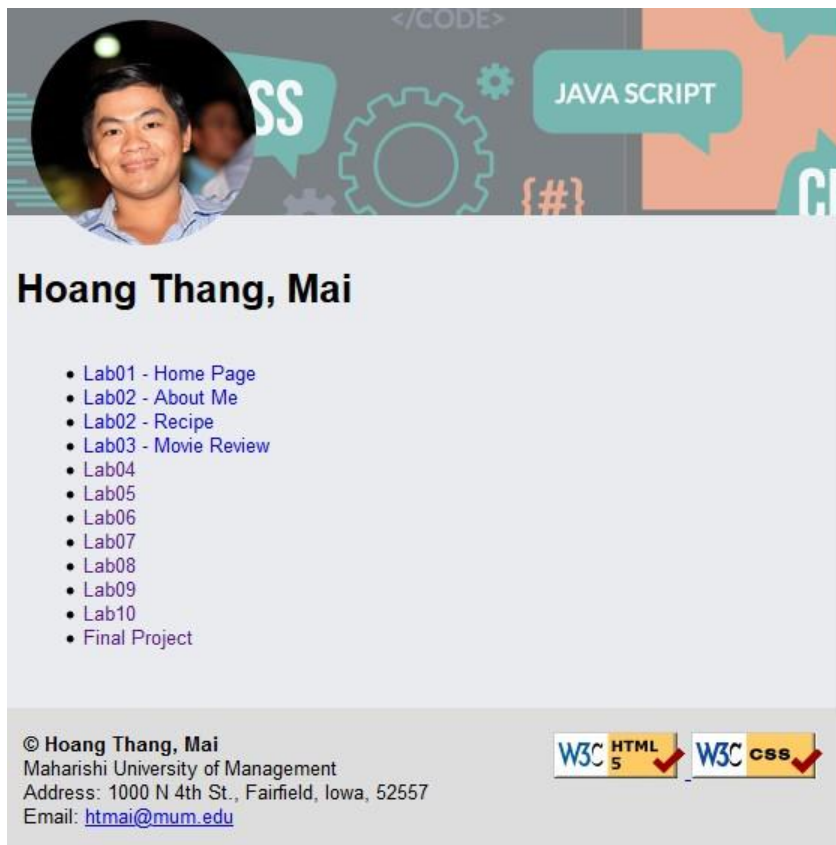 </CODE>
SS
JAVA SCRIPT
{#}
Hoang Thang, Mai
Lab01 - Home Page
Lab02 - About Me
Lab02 - Recipe
Lab03 - Movie Review
Lab04
Lab05
Lab06
Lab07
Lab08
Lab09
Lab10
Final Project
© Hoang Thang, Mai
Maharishi University of Management
Address: 1000 N 4th St., Fairfield, Iowa, 52557
Email: htmai@mum.edu
W3C HTML 5
W3C css